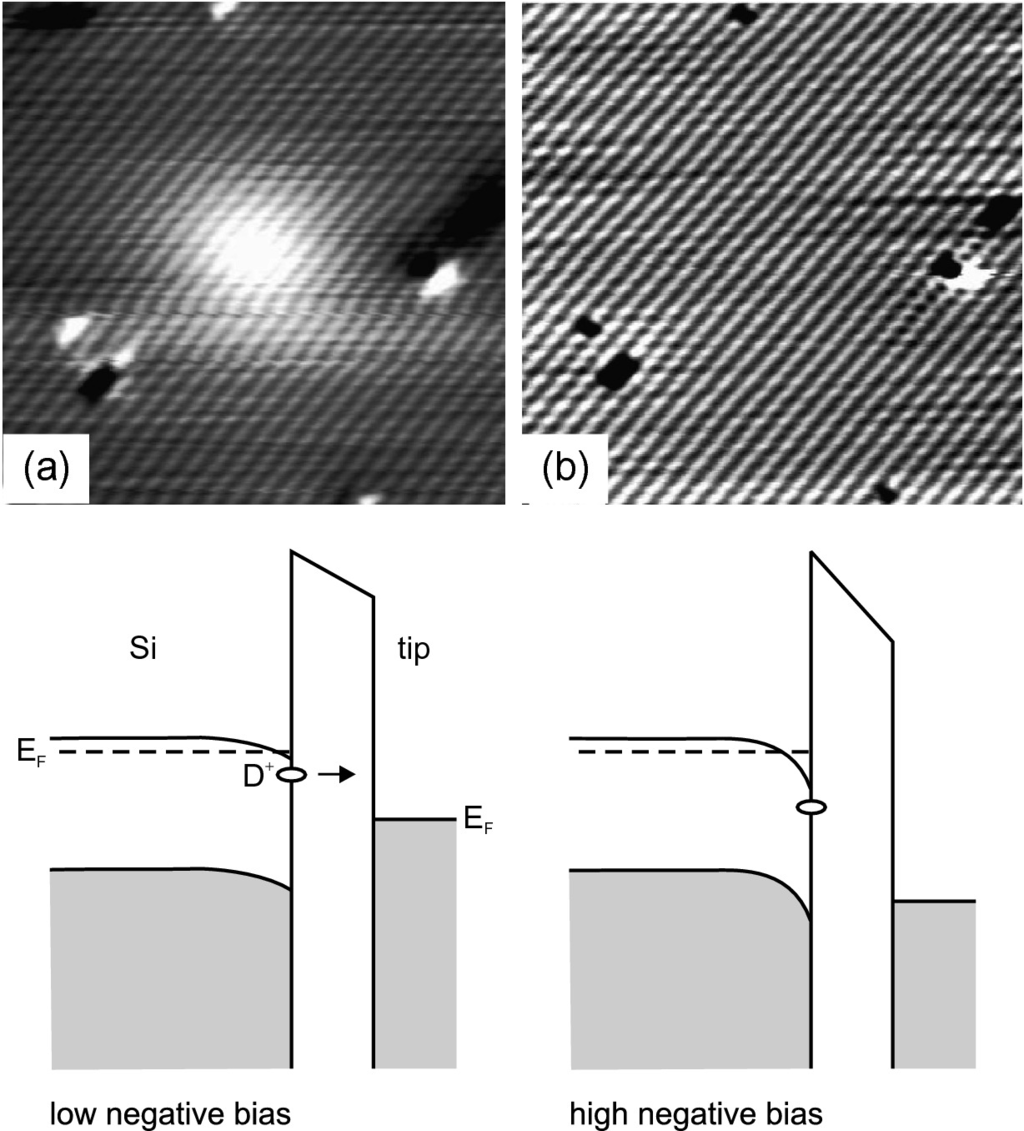 (a)
(b)
Si
tip
E_F
D⁺
E_F
low negative bias
high negative bias